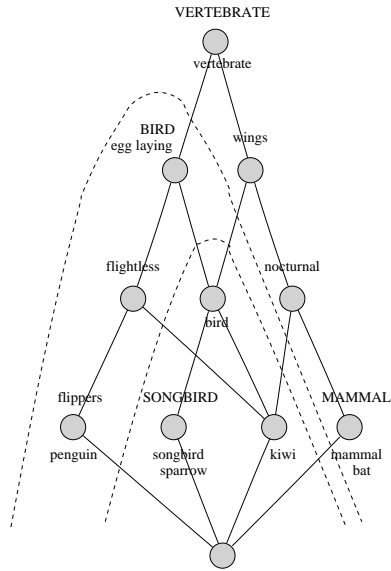 VERTEBRATE
vertebrate
BIRD
egg laying
wings
flightless
nocturnal
bird
flippers
SONGBIRD
MAMMAL
penguin
songbird
sparrow
kiwi
mammal
bat